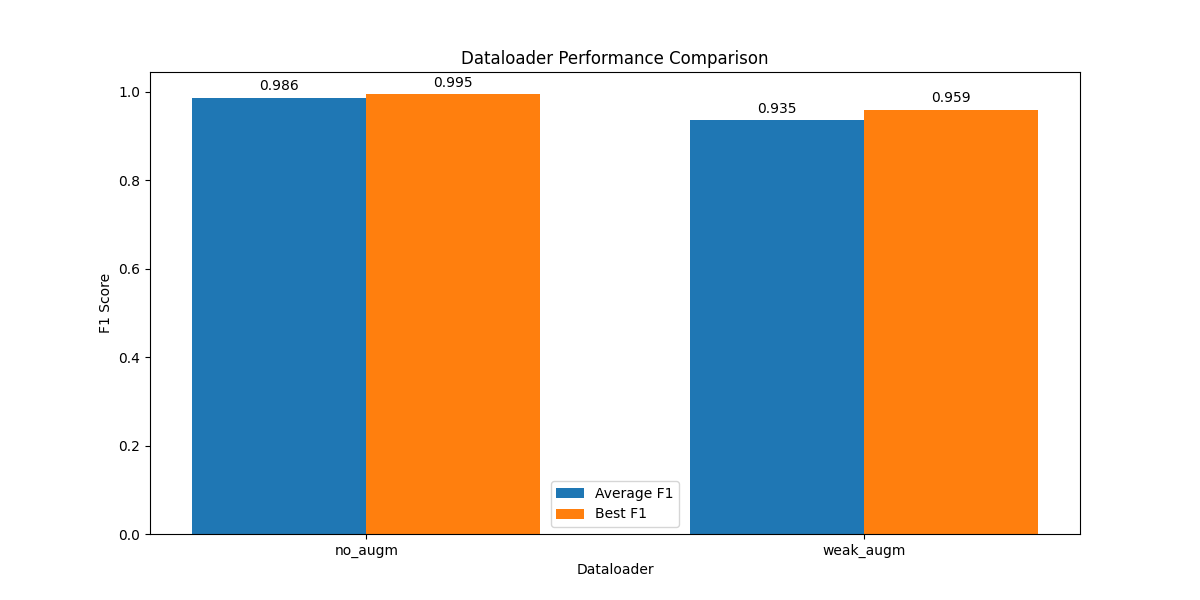 Dataloader Performance Comparison
0.986
0.995
0.935
0.959
1.0
0.8
0.6
0.4
0.2
0.0
F1 Score
Average F1
Best F1
no_augm
weak_augm
Dataloader